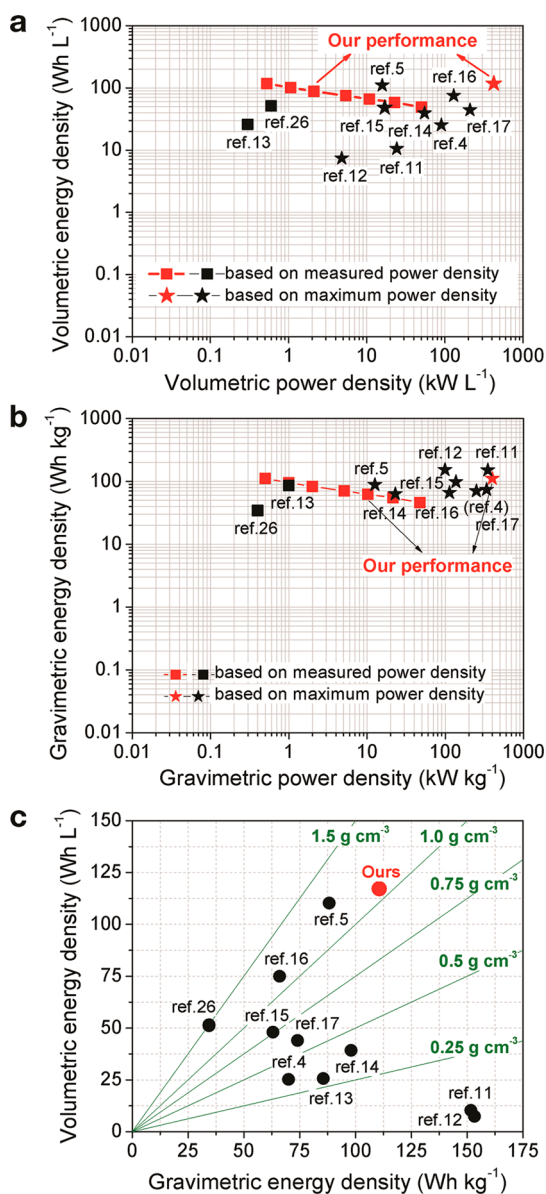 a
Volumetric energy density (Wh L⁻¹)
1000
100
10
1
0.1
0.01
Our performance
ref.5
ref.16
ref.26
ref.13
ref.15
ref.14
ref.17
ref.4
ref.12
ref.11
based on measured power density
based on maximum power density
0.01 0.1 1 10 100 1000
Volumetric power density (kW L⁻¹)
b
Gravimetric energy density (Wh kg⁻¹)
1000
100
10
1
0.1
0.01
ref.12
ref.11
ref.5
ref.15
ref.13
ref.14
ref.16
(ref.4)
ref.17
ref.26
Our performance
based on measured power density
based on maximum power density
0.01 0.1 1 10 100 1000
Gravimetric power density (kW kg⁻¹)
c
Volumetric energy density (Wh L⁻¹)
150
125
100
75
50
25
0
1.5 g cm⁻³
1.0 g cm⁻³
Ours
0.75 g cm⁻³
ref.5
ref.16
0.5 g cm⁻³
ref.26
ref.15
ref.17
0.25 g cm⁻³
ref.4
ref.14
ref.13
ref.11
ref.12
0 25 50 75 100 125 150 175
Gravimetric energy density (Wh kg⁻¹)